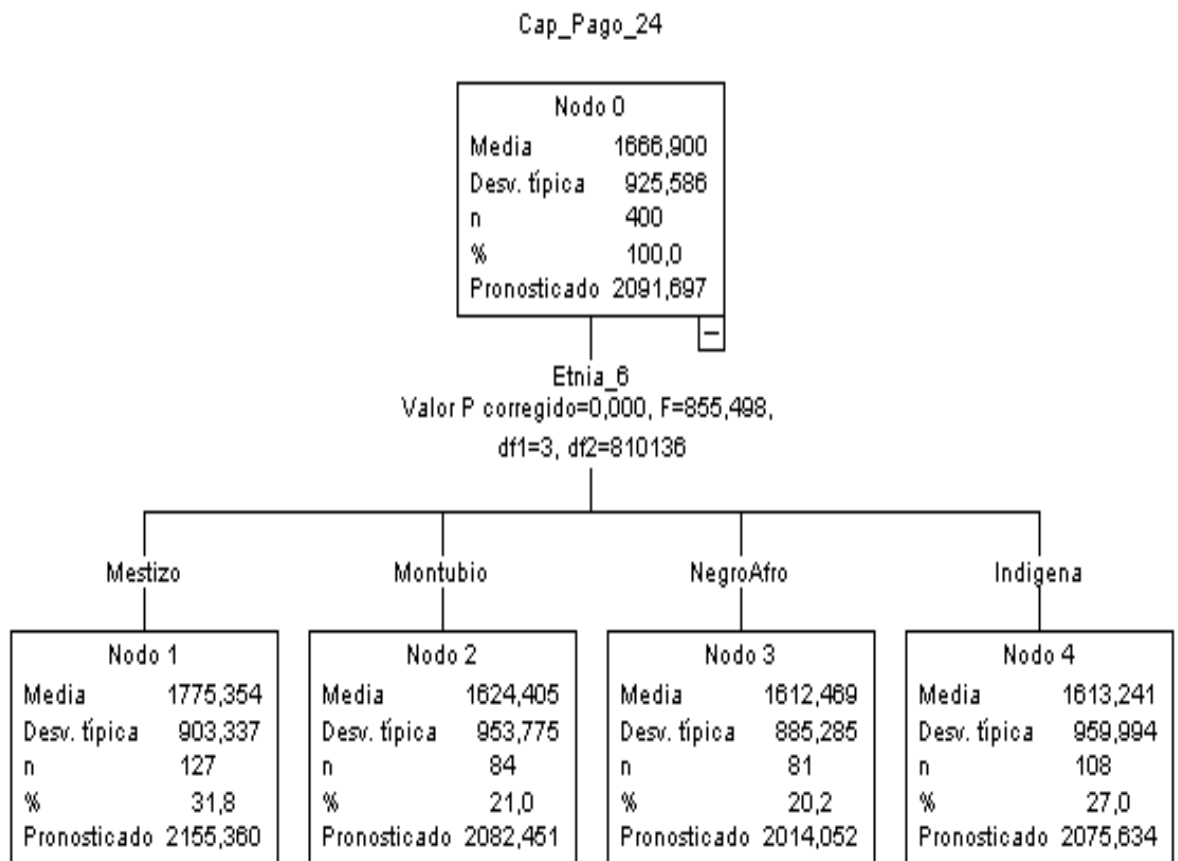 Cap_Pago_24
Nodo 0
Media 1666,900
Desv. típica 925,586
n 400
% 100,0
Pronosticado 2091,697
Etnia_6
Valor P corregido=0,000, F=855,498,
df1=3, df2=810136
Mestizo
Nodo 1
Media 1775,354
Desv. típica 903,337
n 127
% 31,8
Pronosticado 2155,360
Montubio
Nodo 2
Media 1624,405
Desv. típica 953,775
n 84
% 21,0
Pronosticado 2082,451
NegroAfro
Nodo 3
Media 1612,469
Desv. típica 885,285
n 81
% 20,2
Pronosticado 2014,052
Indigena
Nodo 4
Media 1613,241
Desv. típica 959,994
n 108
% 27,0
Pronosticado 2075,634